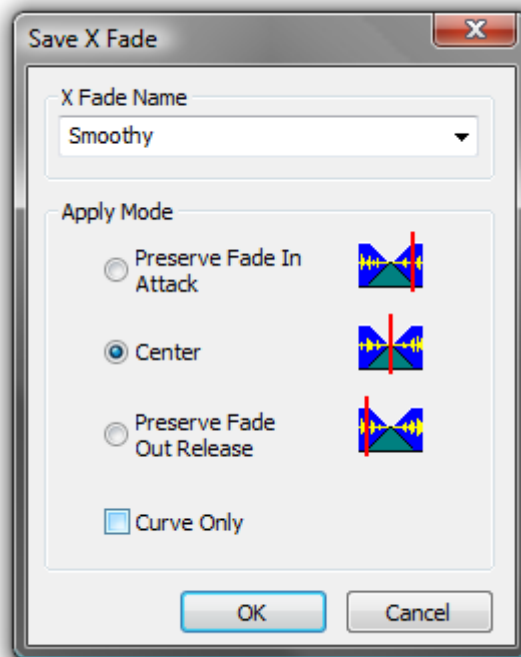 Save X Fade
X Fade Name
Smoothy
Apply Mode
Preserve Fade In
Attack
Center
Preserve Fade
Out Release
Curve Only
OK
Cancel